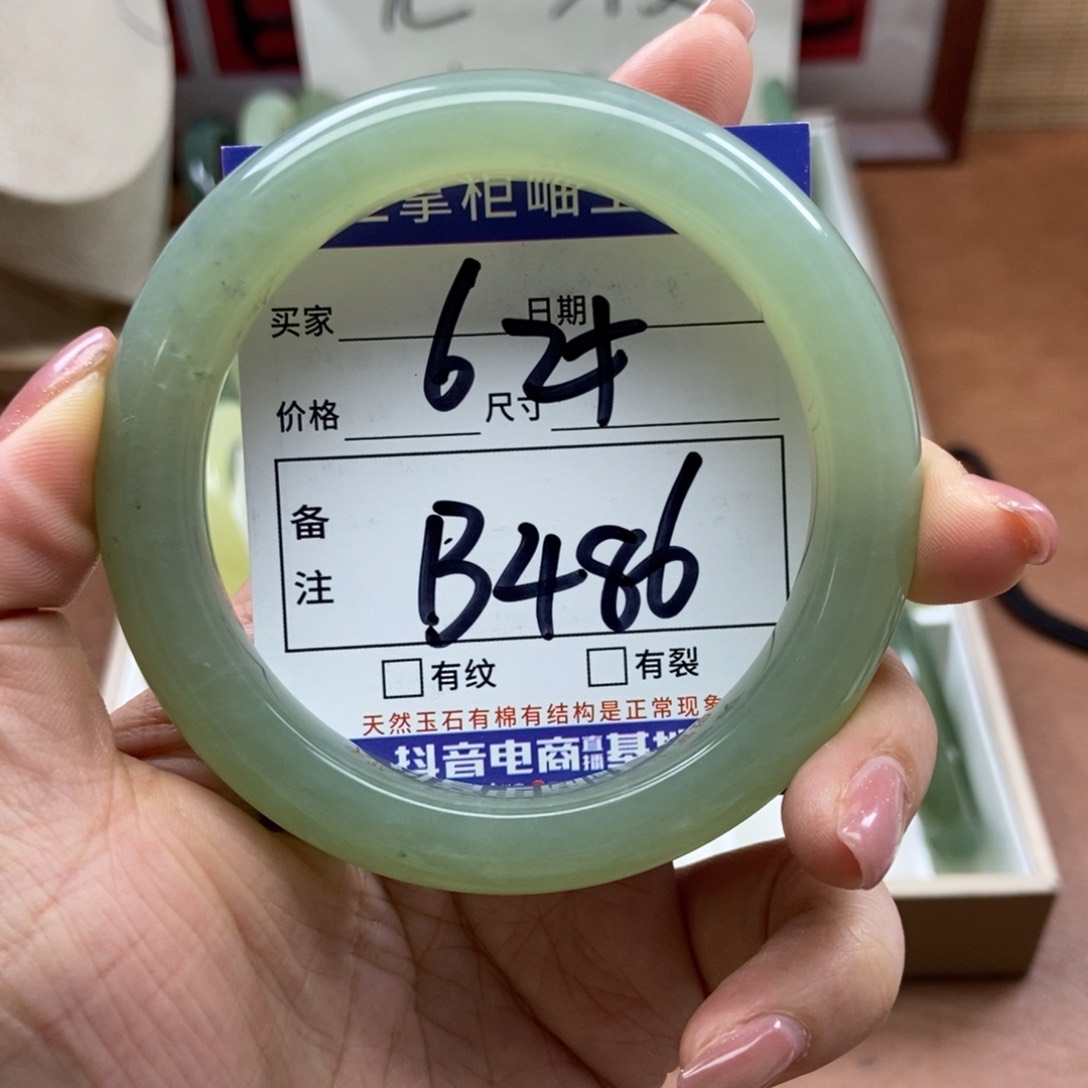 掌柜岫玉
买家 日期
62+
价格 尺寸
备注
B486
有纹 有裂
天然玉石有棉有结构是正常现象
抖音电商直播基地